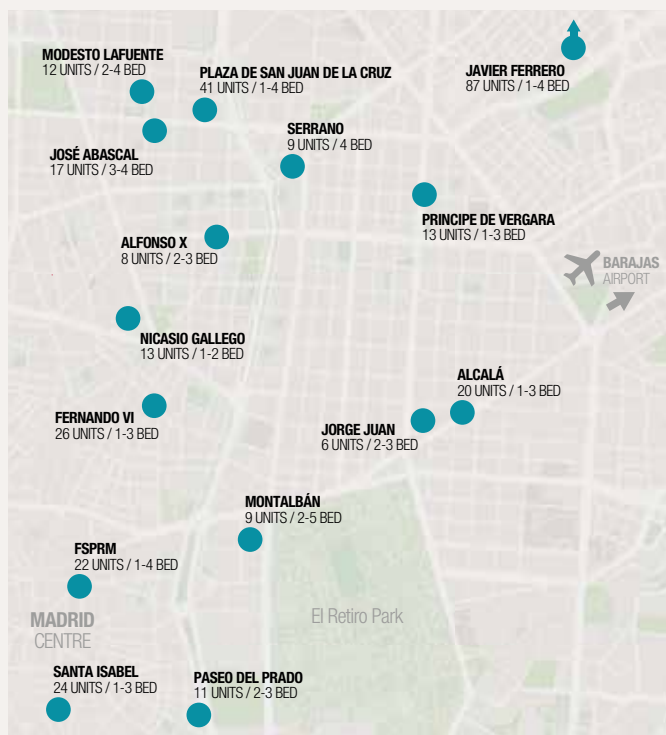 MODESTO LAFUENTE
12 UNITS / 2-4 BED
PLAZA DE SAN JUAN DE LA CRUZ
41 UNITS / 1-4 BED
JAVIER FERRERO
87 UNITS / 1-4 BED
JOSÉ ABASCAL
17 UNITS / 3-4 BED
SERRANO
9 UNITS / 4 BED
PRINCIPE DE VERGARA
13 UNITS / 1-3 BED
ALFONSO X
8 UNITS / 2-3 BED
BARAJAS
AIRPORT
NICASIO GALLEGO
13 UNITS / 1-2 BED
ALCALÁ
20 UNITS / 1-3 BED
FERNANDO VI
26 UNITS / 1-3 BED
JORGE JUAN
6 UNITS / 2-3 BED
MONTALBÁN
9 UNITS / 2-5 BED
FSPRM
22 UNITS / 1-4 BED
El Retiro Park
MADRID
CENTRE
SANTA ISABEL
24 UNITS / 1-3 BED
PASEO DEL PRADO
11 UNITS / 2-3 BED